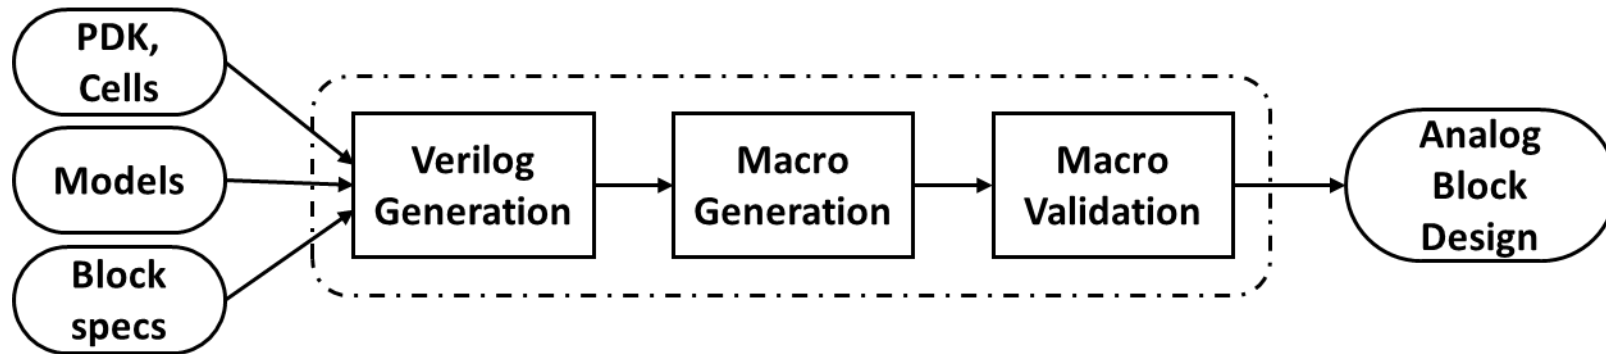 PDK,
Cells
Models
Block
specs
Verilog
Generation
Macro
Generation
Macro
Validation
Analog
Block
Design